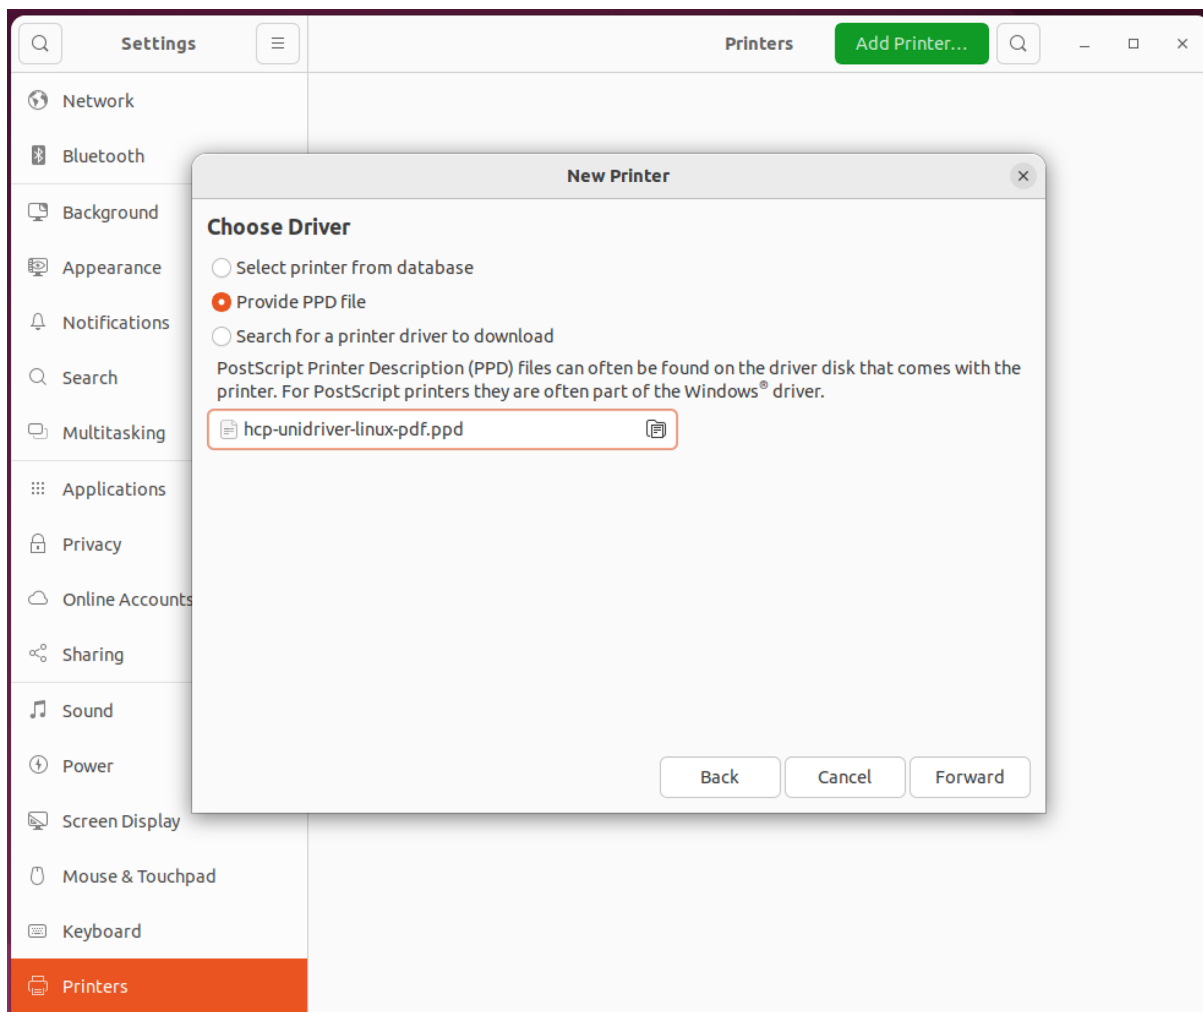 Settings
Printers
Add Printer…
Network
Bluetooth
Background
Appearance
Notifications
Search
Multitasking
Applications
Privacy
Online Accounts
Sharing
Sound
Power
Screen Display
Mouse & Touchpad
Keyboard
Printers
New Printer
Choose Driver
Select printer from database
Provide PPD file
Search for a printer driver to download
PostScript Printer Description (PPD) files can often be found on the driver disk that comes with the
printer. For PostScript printers they are often part of the Windows® driver.
hcp-unidriver-linux-pdf.ppd
Back
Cancel
Forward